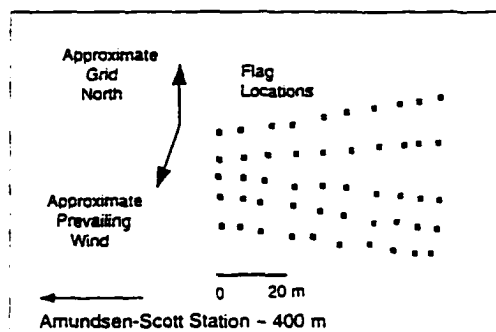 Approximate
Grid
North
Flag
Locations
Approximate
Prevailing
Wind
0 20 m
Amundsen-Scott Station ~ 400 m